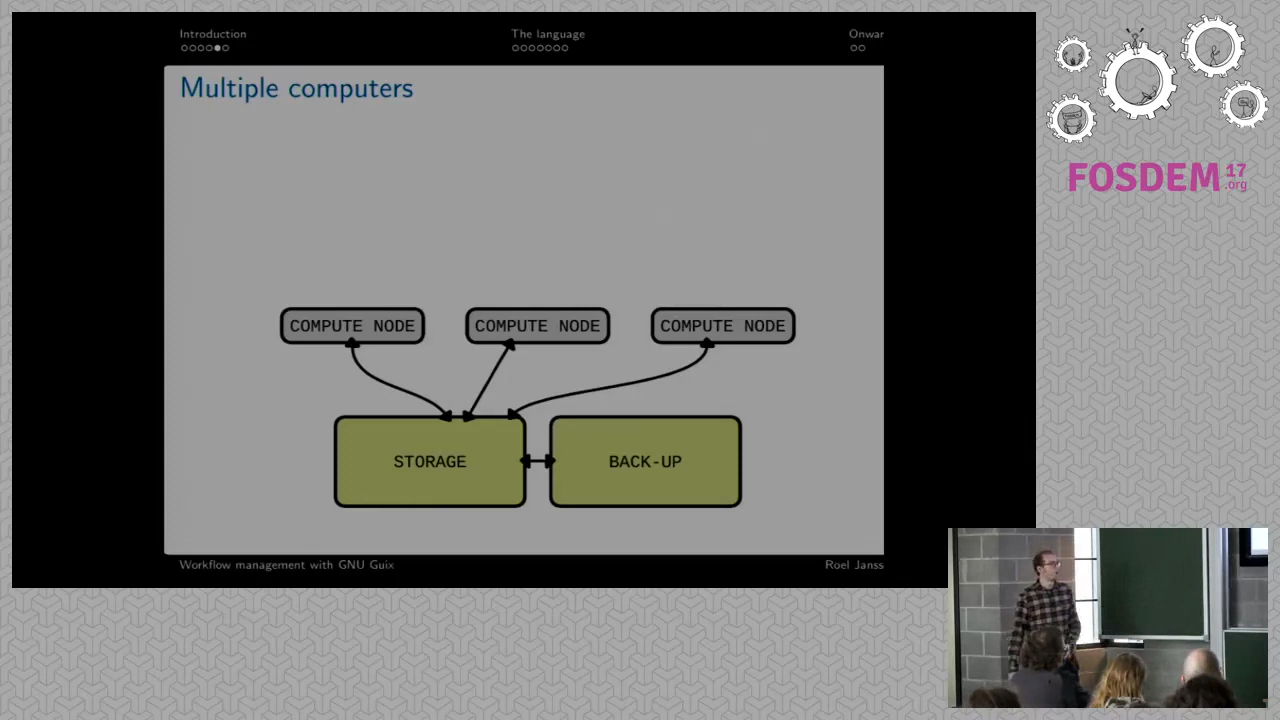 Introduction
The language
Onwar
Multiple computers
COMPUTE NODE
COMPUTE NODE
COMPUTE NODE
STORAGE
BACK-UP
Workflow management with GNU Guix
Roel Janss
FOSDEM 17
.org